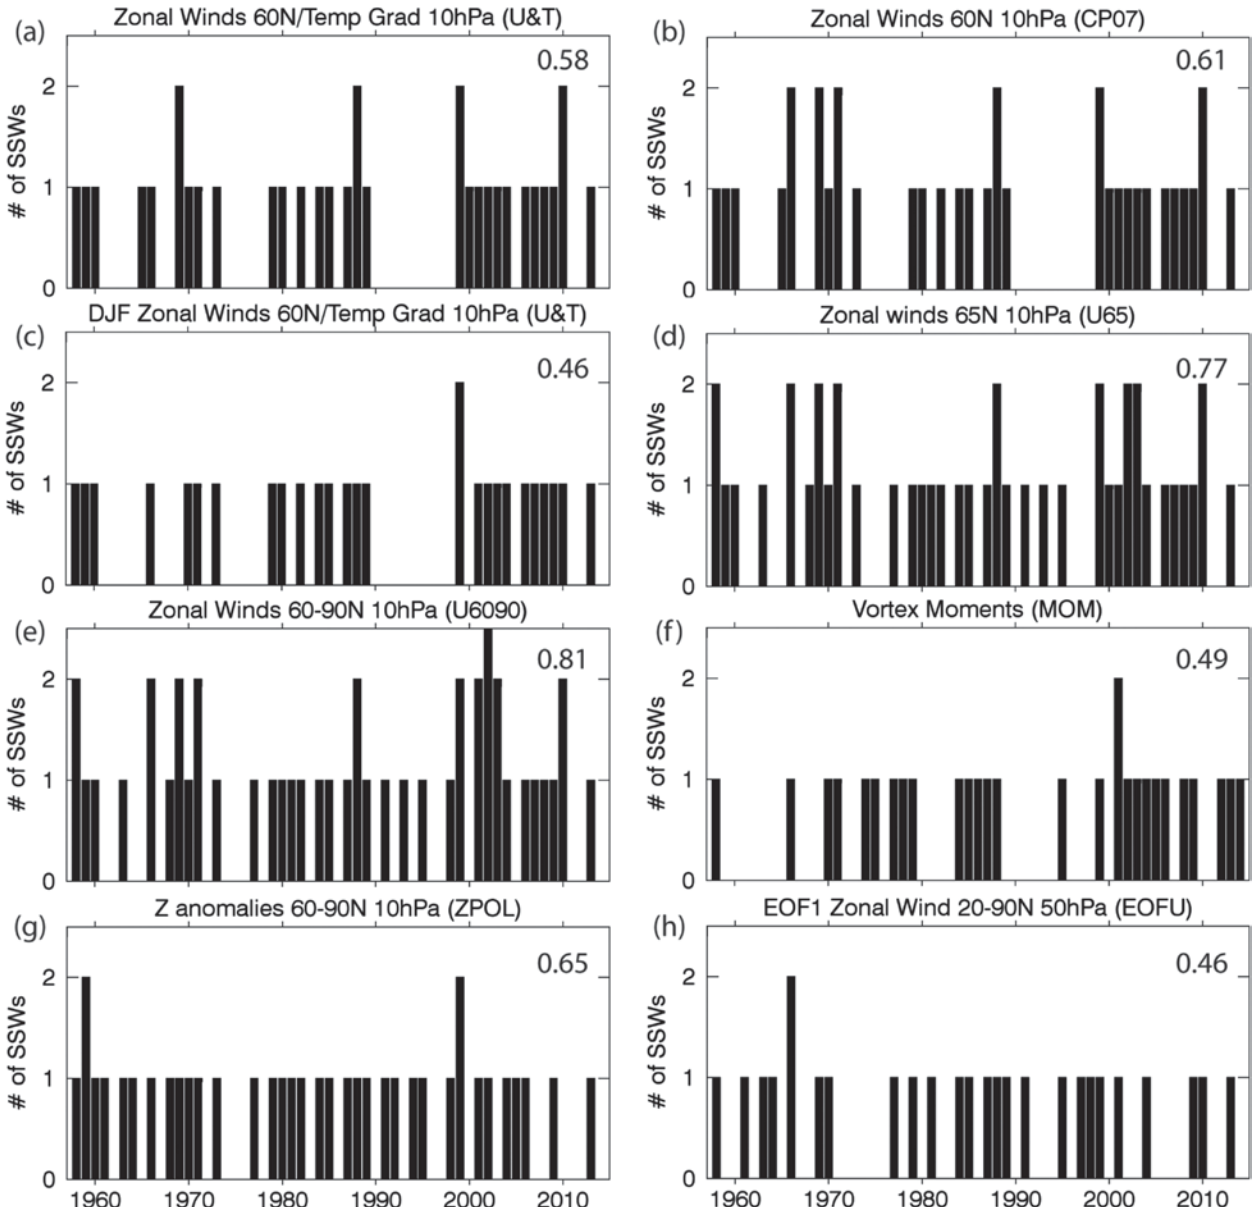 (a) Zonal Winds 60N/Temp Grad 10hPa (U&T)
0.58
# of SSWs
2
1
0
(b) Zonal Winds 60N 10hPa (CP07)
0.61
# of SSWs
2
1
0
(c) DJF Zonal Winds 60N/Temp Grad 10hPa (U&T)
0.46
# of SSWs
2
1
0
(d) Zonal winds 65N 10hPa (U65)
0.77
# of SSWs
2
1
0
(e) Zonal Winds 60-90N 10hPa (U6090)
0.81
# of SSWs
2
1
0
(f) Vortex Moments (MOM)
0.49
# of SSWs
2
1
0
(g) Z anomalies 60-90N 10hPa (ZPOL)
0.65
# of SSWs
2
1
0
1960 1970 1980 1990 2000 2010
(h) EOF1 Zonal Wind 20-90N 50hPa (EOFU)
0.46
# of SSWs
2
1
0
1960 1970 1980 1990 2000 2010